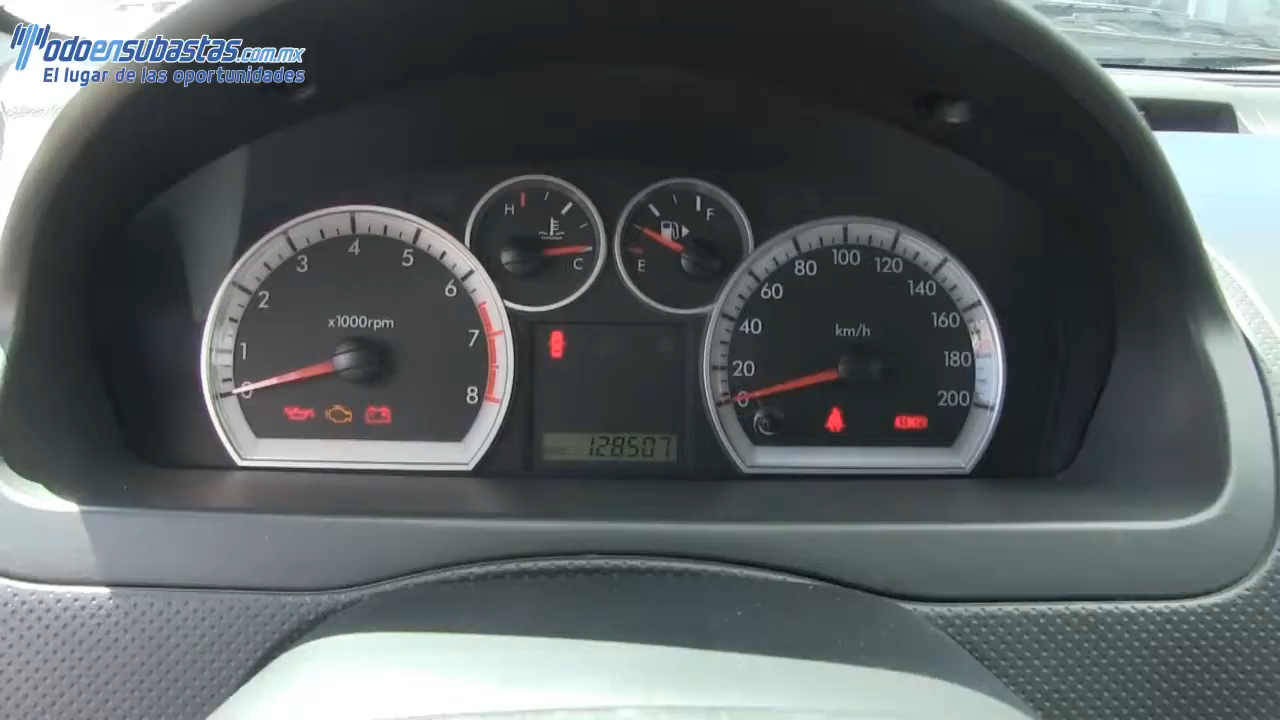 Todoensubastas.com.mx
El lugar de las oportunidades
H
C
F
E
0
1
2
3
4
5
6
7
8
x1000rpm
0
20
40
60
80
100
120
140
160
180
200
km/h
128507